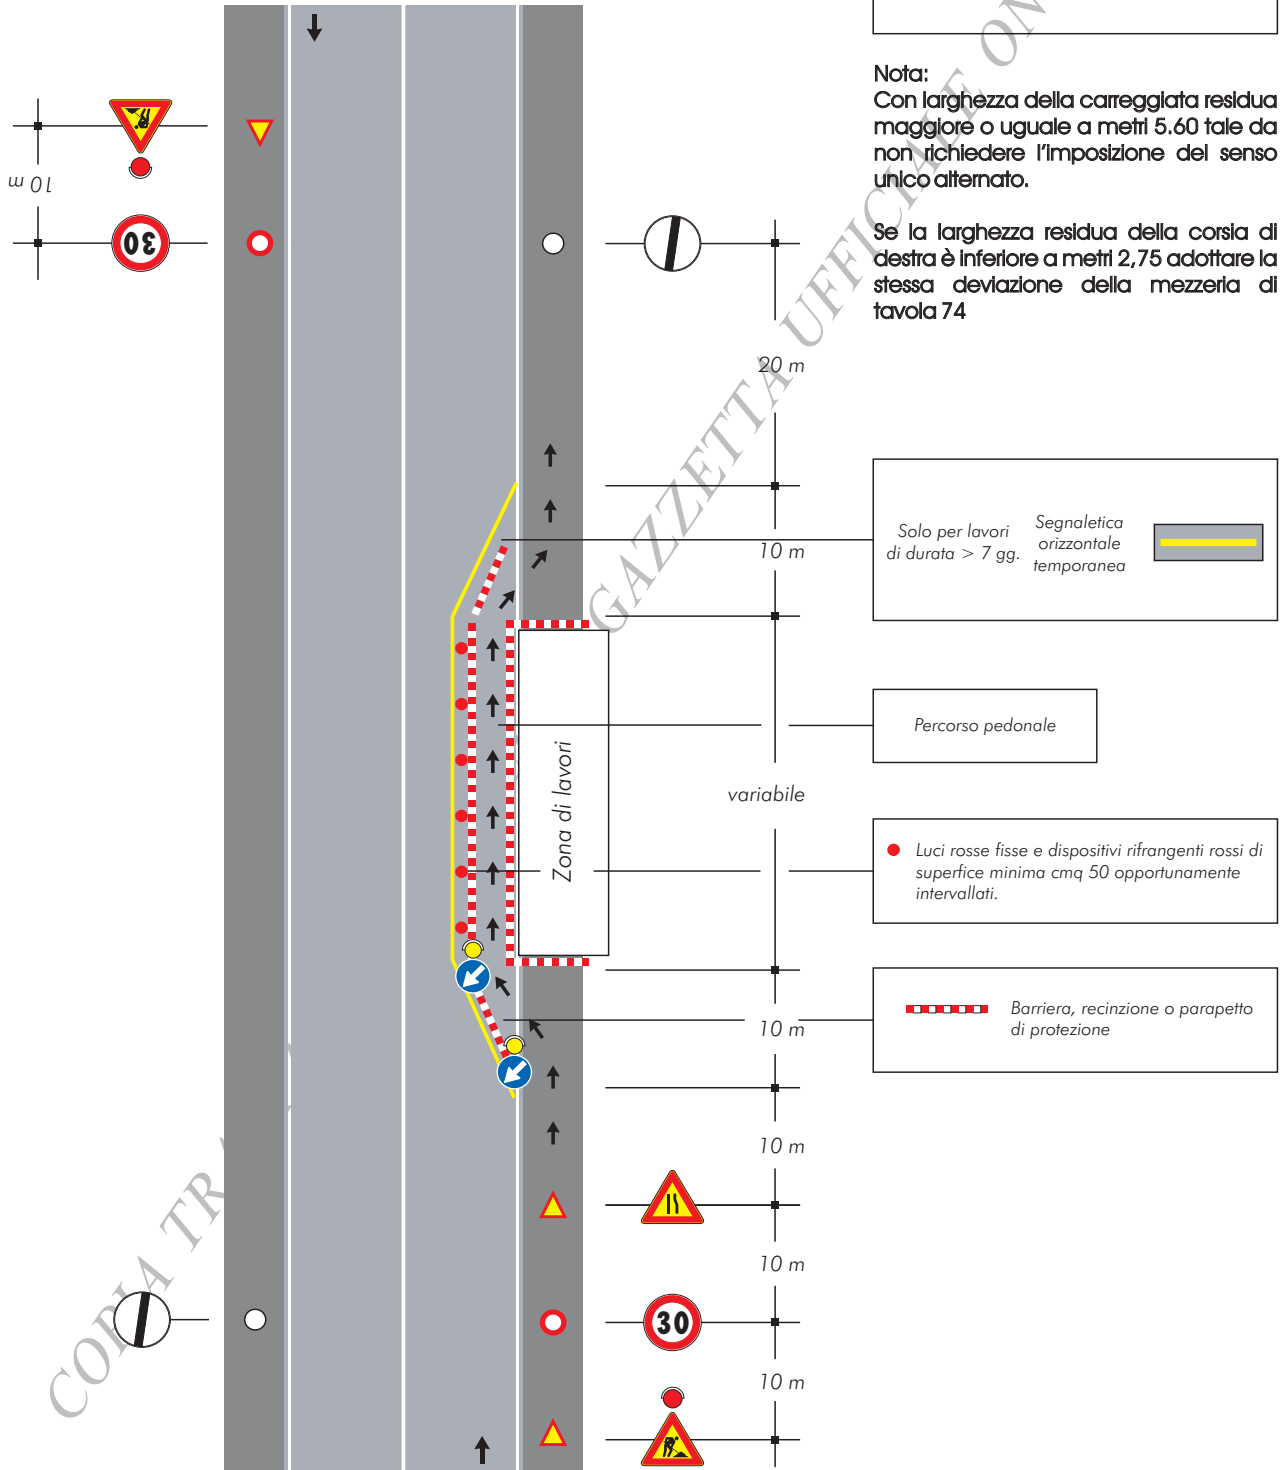 Nota:
Con larghezza della carreggiata residua
maggiore o uguale a metri 5.60 tale da
non richiedere l'imposizione del senso
unico alternato.
Se la larghezza residua della corsia di
destra è inferiore a metri 2,75 adottare la
stessa deviazione della mezzeria di
tavola 74
10 m
30
20 m
10 m
Solo per lavori
di durata > 7 gg.
Segnaletica
orizzontale
temporanea
Percorso pedonale
variabile
Zona di lavori
Luci rosse fisse e dispositivi rifrangenti rossi di
superfice minima cmq 50 opportunamente
intervallati.
10 m
Barriera, recinzione o parapetto
di protezione
10 m
10 m
30
10 m
COPIA TR
GAZZETTA UFFICIALE ON